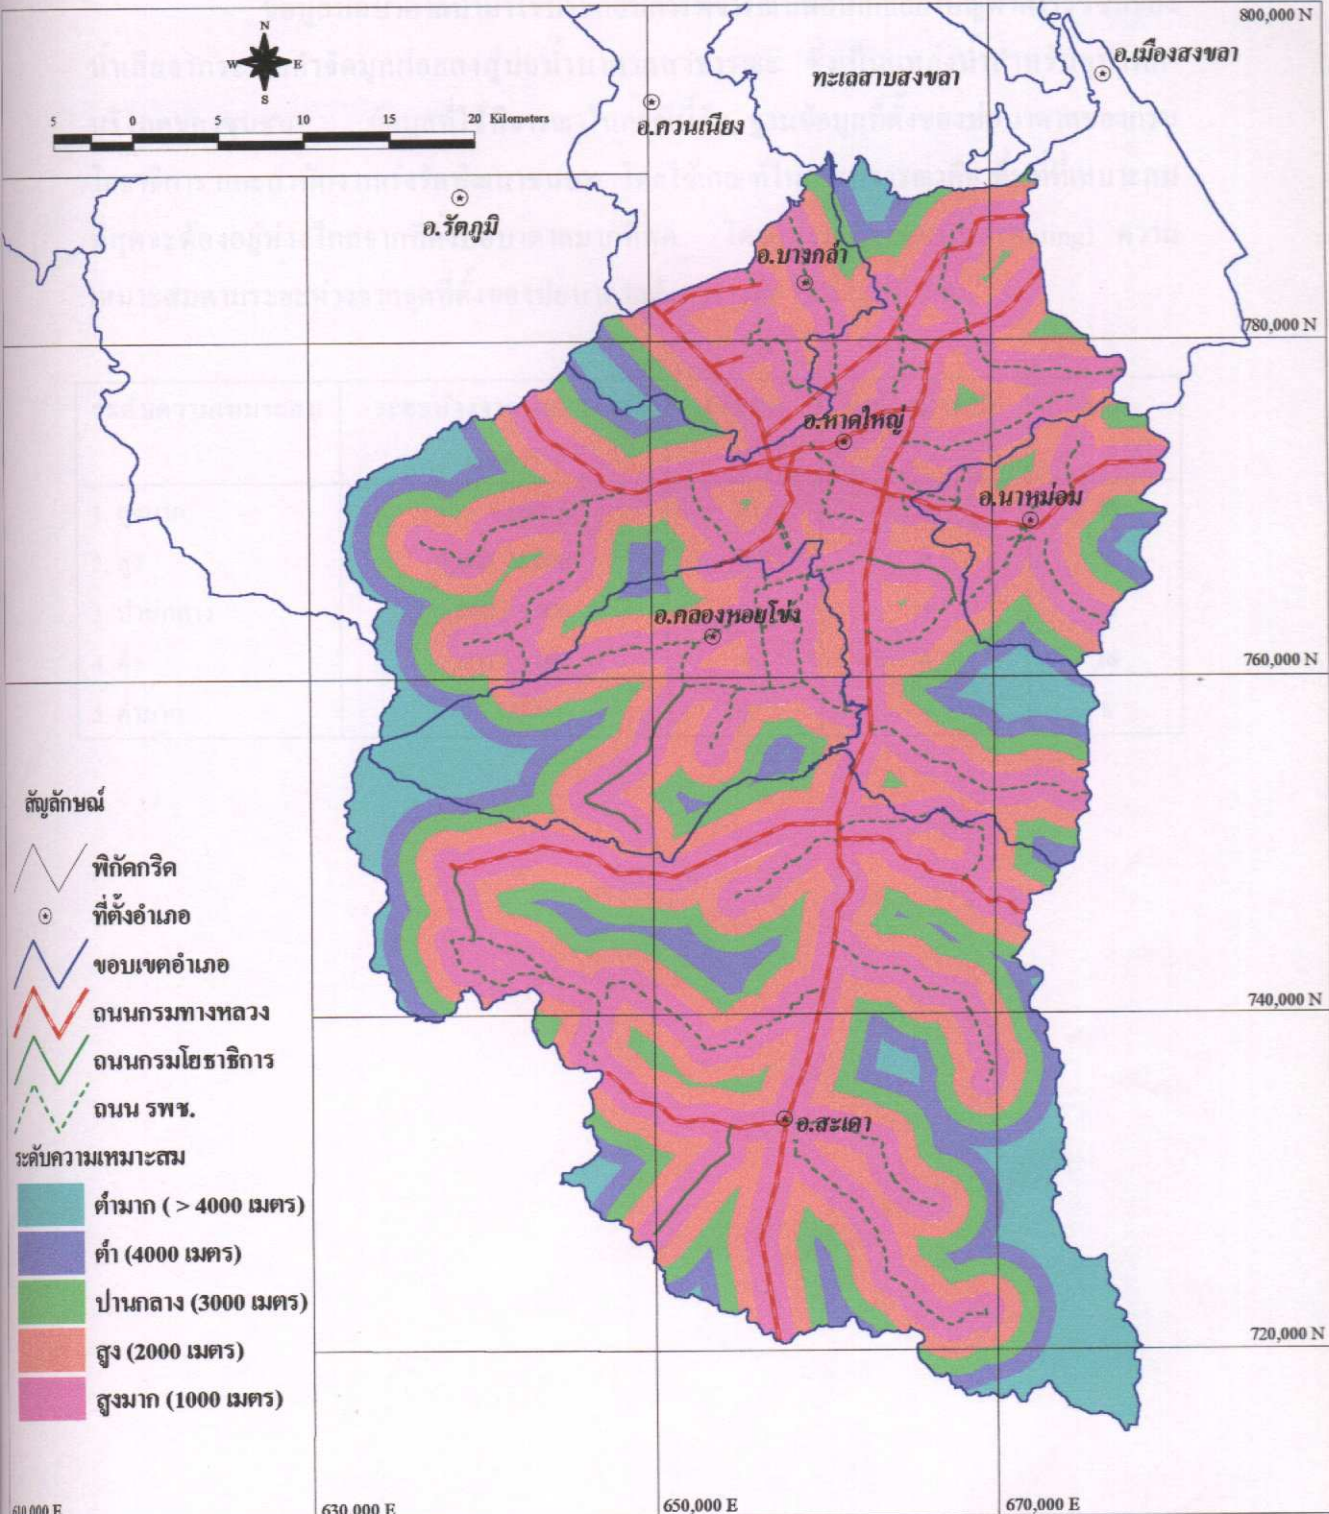 800,000 N
N
W E
S
5 0 5 10 15 20 Kilometers
อ.เมืองสงขลา
ทะเลสาบสงขลา
อ.ควนเนียง
อ.รัตภูมิ
อ.บางกล่ำ
780,000 N
อ.หาดใหญ่
อ.นาหม่อม
อ.คลองหอยโข่ง
760,000 N
สัญลักษณ์
พิกัดกริด
ที่ตั้งอำเภอ
ขอบเขตอำเภอ
ถนนกรมทางหลวง
ถนนกรมโยธาธิการ
ถนน รพช.
740,000 N
อ.สะเดา
ระดับความเหมาะสม
ต่ำมาก ( > 4000 เมตร)
ต่ำ (4000 เมตร)
ปานกลาง (3000 เมตร)
สูง (2000 เมตร)
สูงมาก (1000 เมตร)
720,000 N
610,000 E
630,000 E
650,000 E
670,000 E